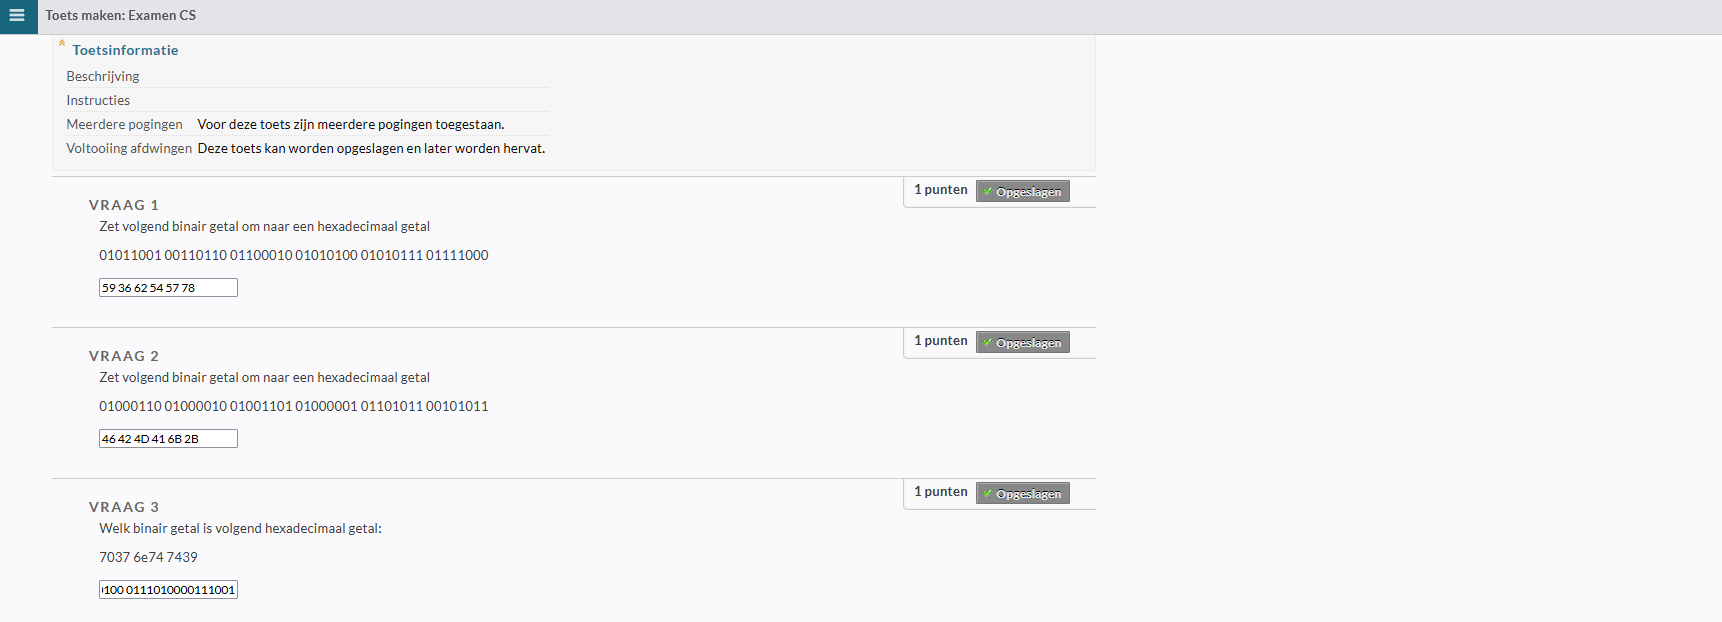 Toets maken: Examen CS
Toetsinformatie
Beschrijving
Instructies
Meerdere pogingen Voor deze toets zijn meerdere pogingen toegestaan.
Voltooiing afdwingen Deze toets kan worden opgeslagen en later worden hervat.
1 punten Opgeslagen
VRAAG 1
Zet volgend binair getal om naar een hexadecimaal getal
01011001 00110110 01100010 01010100 01010111 01111000
59 36 62 54 57 78
1 punten Opgeslagen
VRAAG 2
Zet volgend binair getal om naar een hexadecimaal getal
01000110 01000010 01001101 01000001 01101011 00101011
46 42 4D 41 6B 2B
1 punten Opgeslagen
VRAAG 3
Welk binair getal is volgend hexadecimaal getal:
7037 6e74 7439
100 0111010000111001